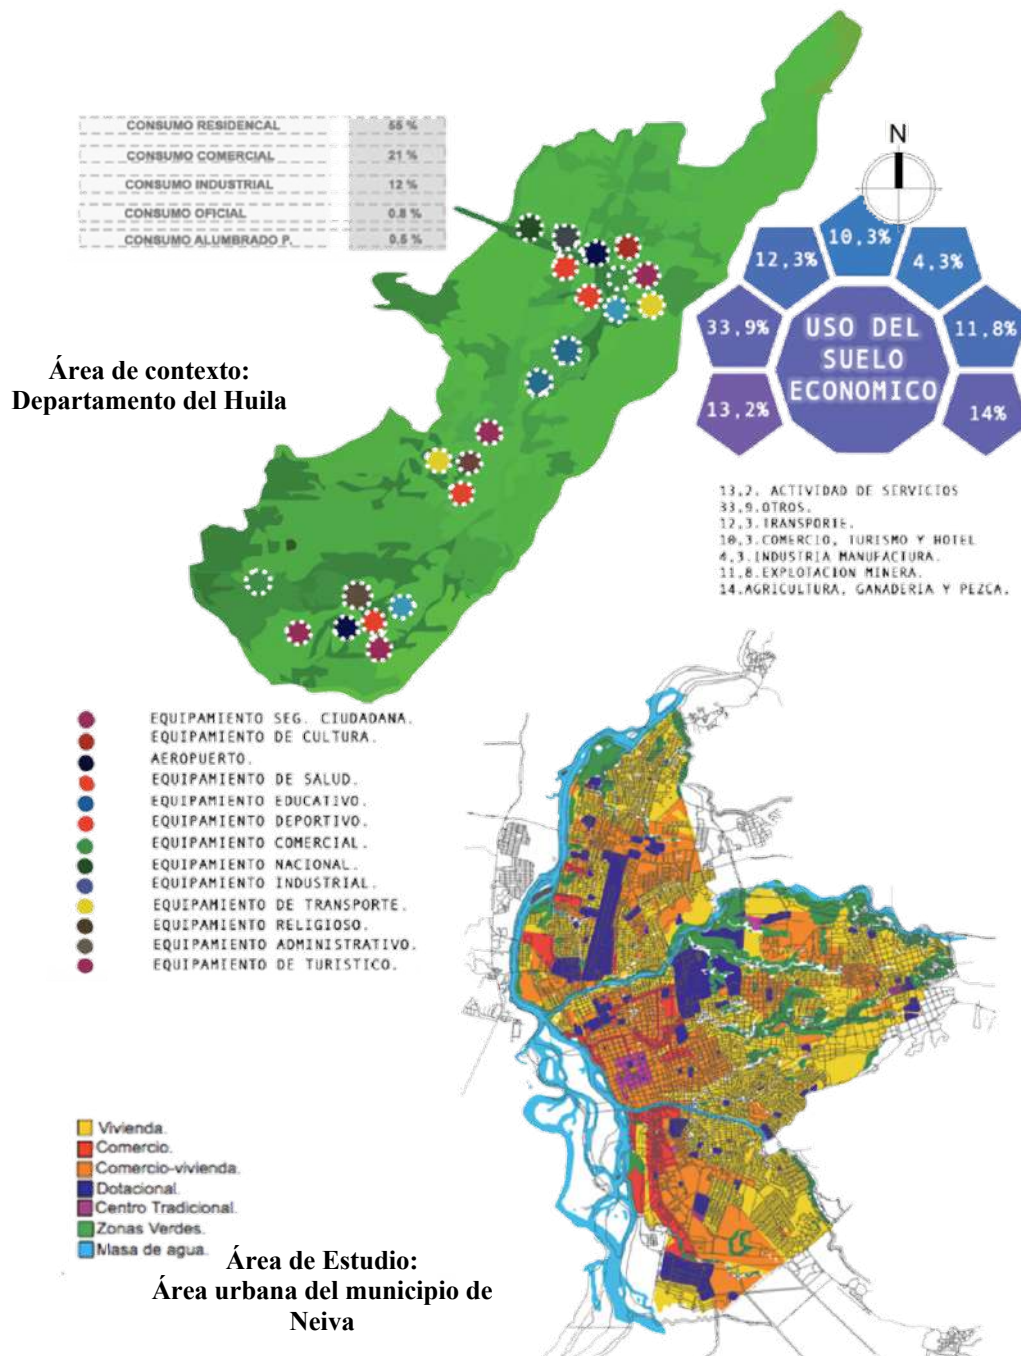 CONSUMO RESIDENCAL 55 %
CONSUMO COMERCIAL 21 %
CONSUMO INDUSTRIAL 12 %
CONSUMO OFICIAL 0.8 %
CONSUMO ALUMBRADO P. 0.5 %
N
10,3%
12,3%
4,3%
33,9%
11,8%
13,2%
14%
USO DEL
SUELO
ECONOMICO
Área de contexto:
Departamento del Huila
13,2. ACTIVIDAD DE SERVICIOS
33,9.OTROS.
12,3.TRANSPORTE.
10,3.COMERCIO, TURISMO Y HOTEL
4,3.INDUSTRIA MANUFACTURA.
11,8.EXPLOTACION MINERA.
14.AGRICULTURA, GANADERIA Y PEZCA.
EQUIPAMIENTO SEG. CIUDADANA.
EQUIPAMIENTO DE CULTURA.
AEROPUERTO.
EQUIPAMIENTO DE SALUD.
EQUIPAMIENTO EDUCATIVO.
EQUIPAMIENTO DEPORTIVO.
EQUIPAMIENTO COMERCIAL.
EQUIPAMIENTO NACIONAL.
EQUIPAMIENTO INDUSTRIAL.
EQUIPAMIENTO DE TRANSPORTE.
EQUIPAMIENTO RELIGIOSO.
EQUIPAMIENTO ADMINISTRATIVO.
EQUIPAMIENTO DE TURISTICO.
Vivienda.
Comercio.
Comercio-vivienda.
Dotacional.
Centro Tradicional.
Zonas Verdes.
Masa de agua.
Área de Estudio:
Área urbana del municipio de
Neiva